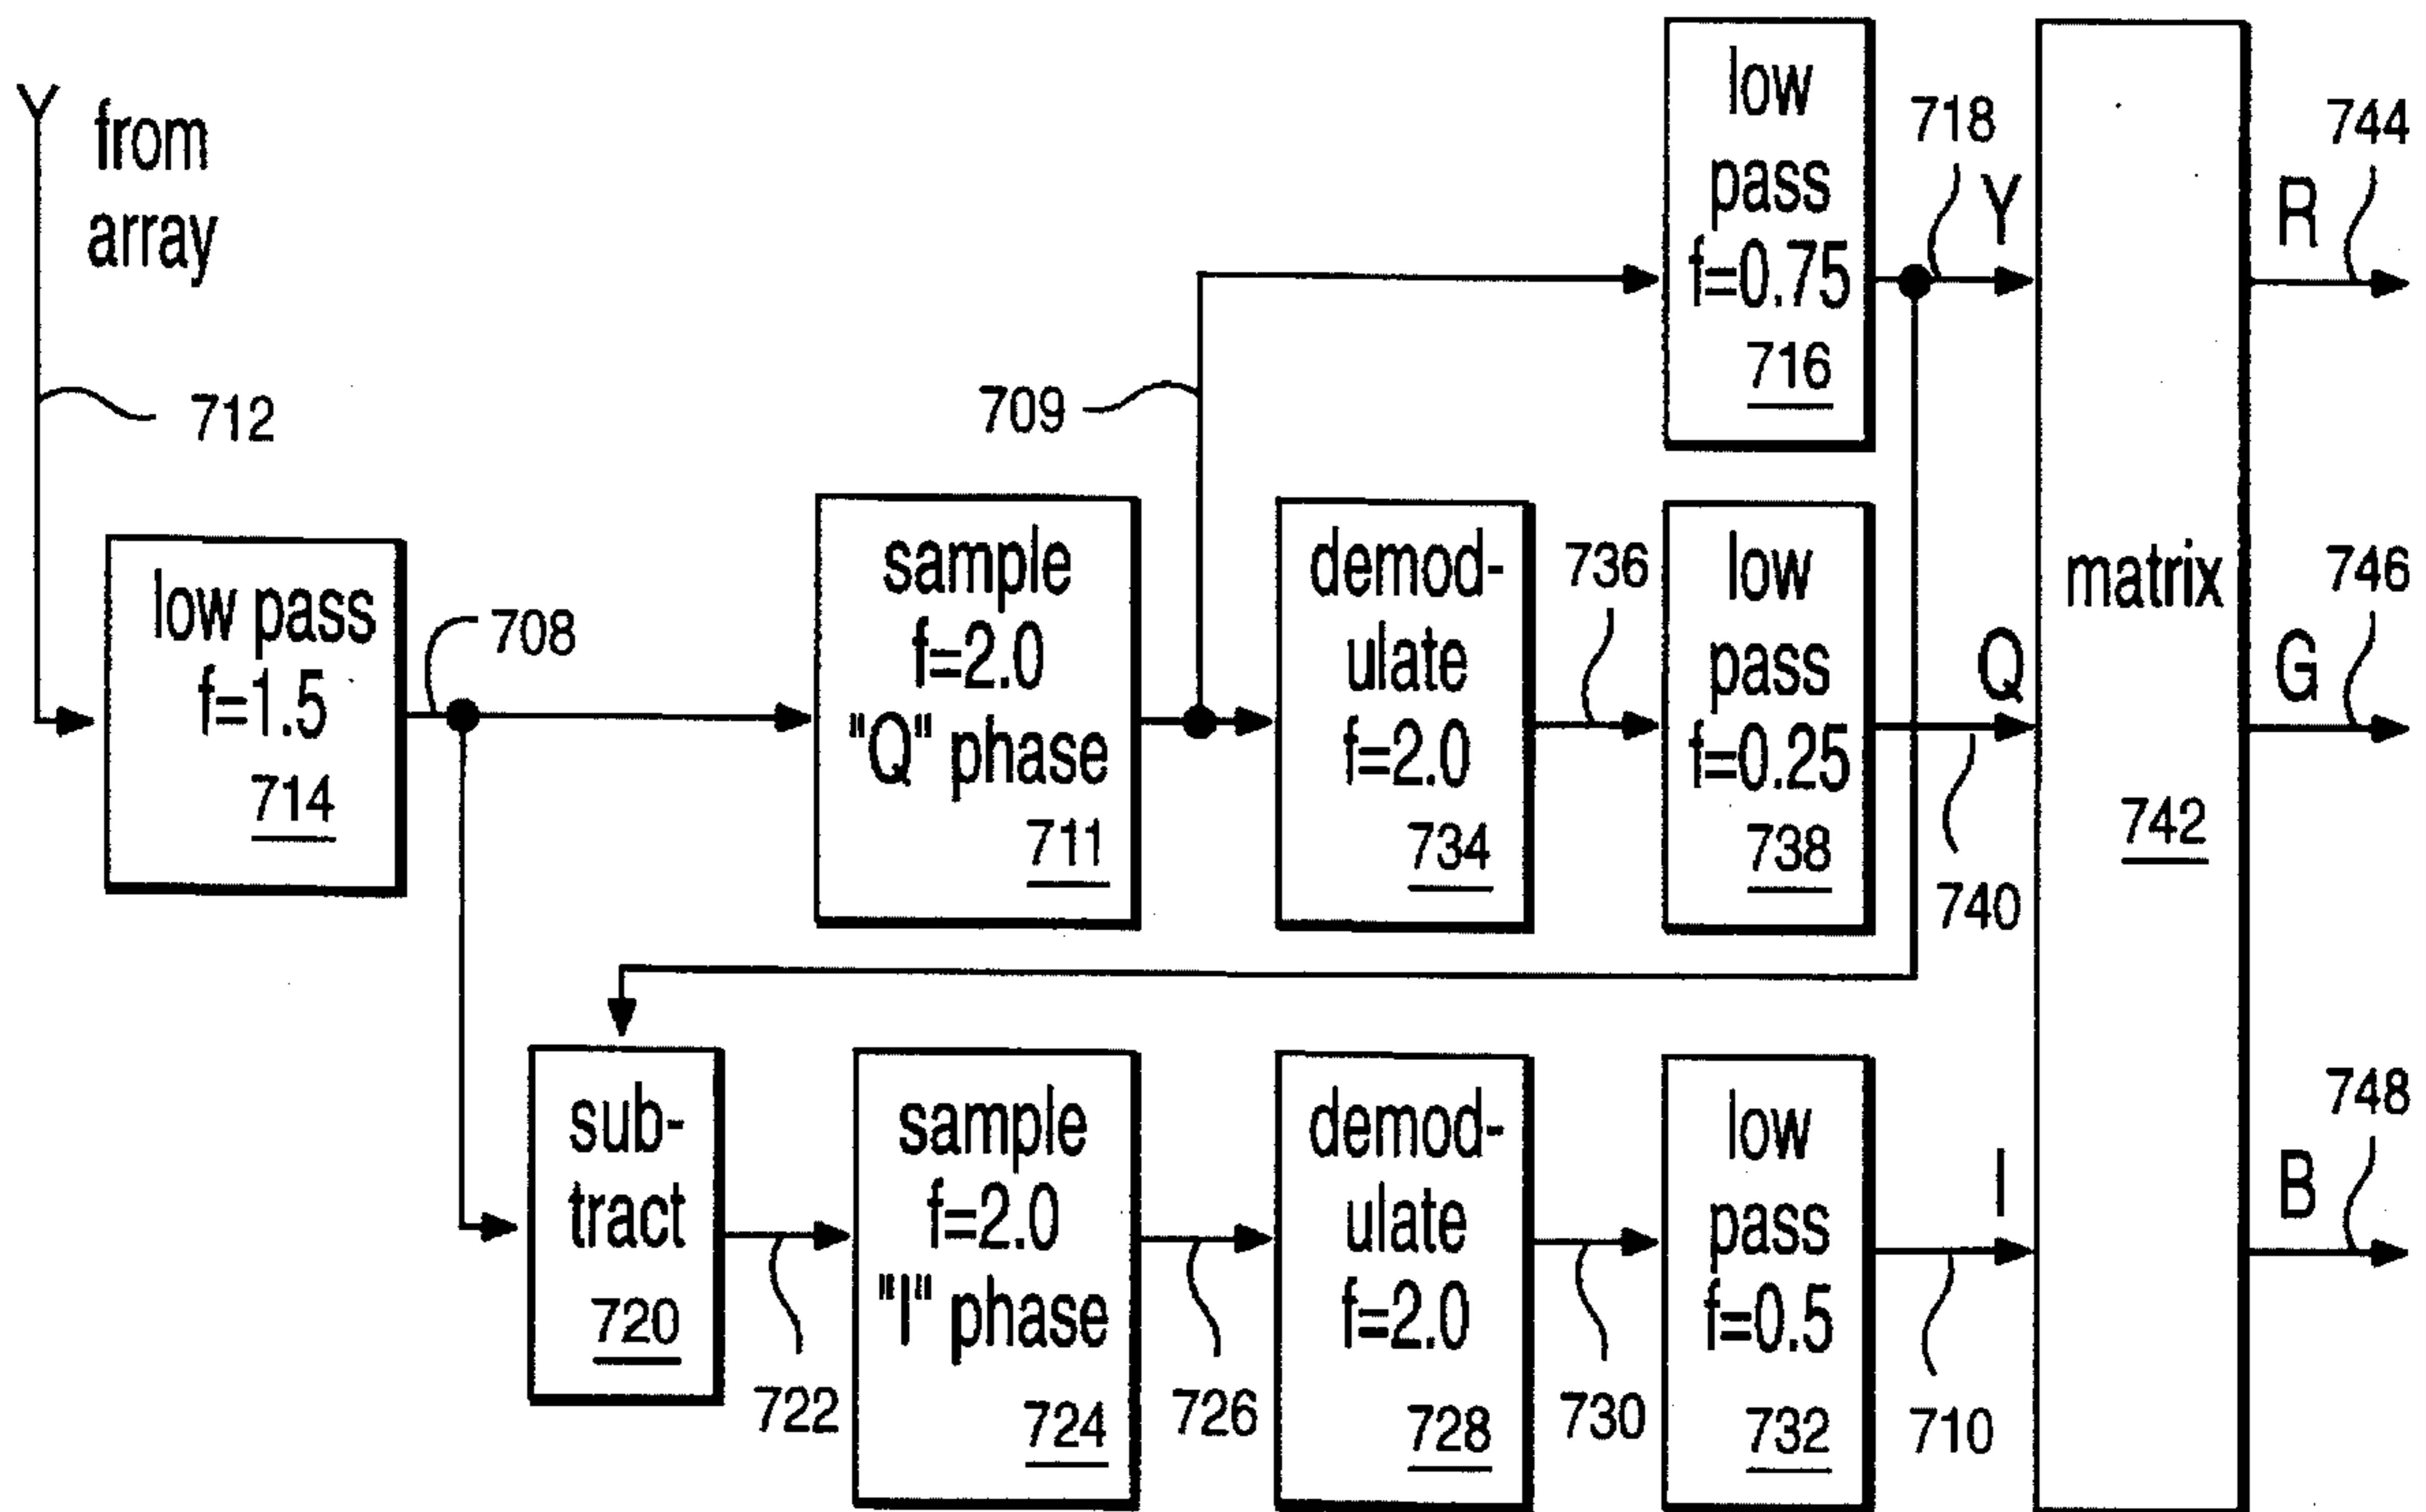 Y from
array
712
low pass
f=1.5
714
708
709
sample
f=2.0
"Q" phase
711
demod-
ulate
f=2.0
734
736
low
pass
f=0.75
716
718
Y
low
pass
f=0.25
738
Q
740
sub-
tract
720
722
sample
f=2.0
"I" phase
724
726
demod-
ulate
f=2.0
728
730
low
pass
f=0.5
732
I
710
matrix
742
R
744
G
746
B
748